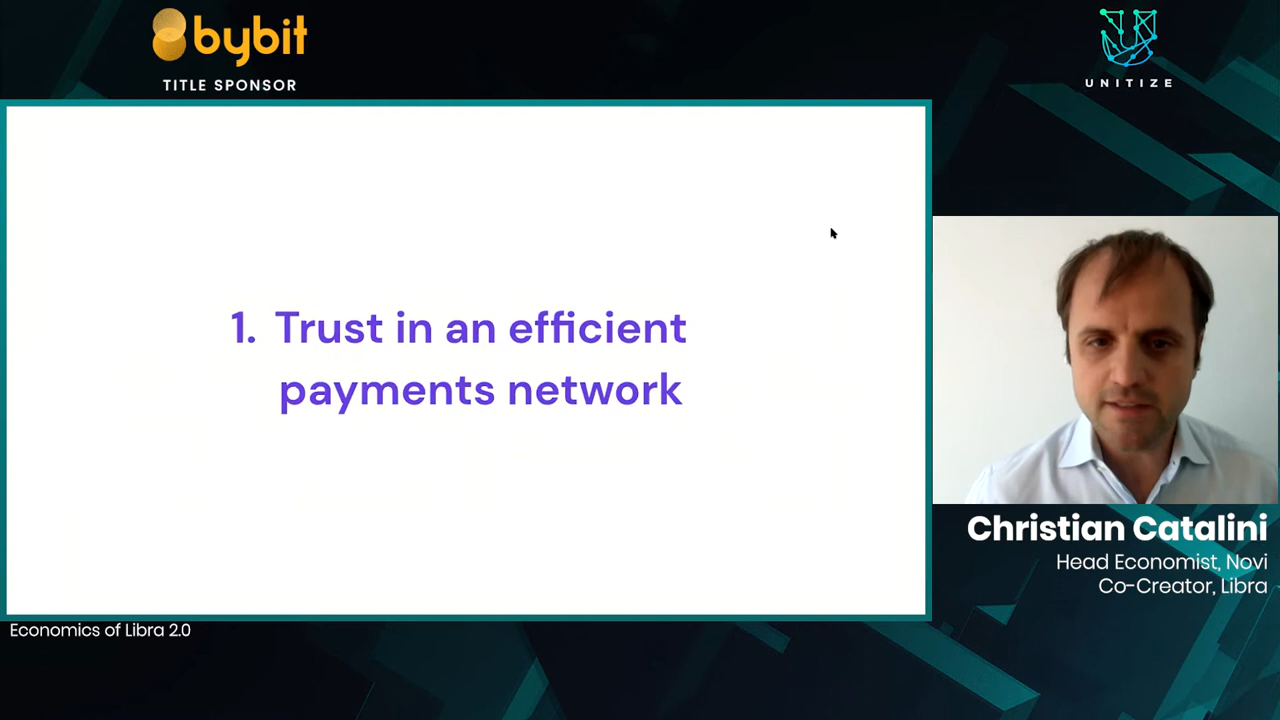 bybit
TITLE SPONSOR
UNITIZE
1. Trust in an efficient
payments network
Christian Catalini
Head Economist, Novi
Co-Creator, Libra
Economics of Libra 2.0